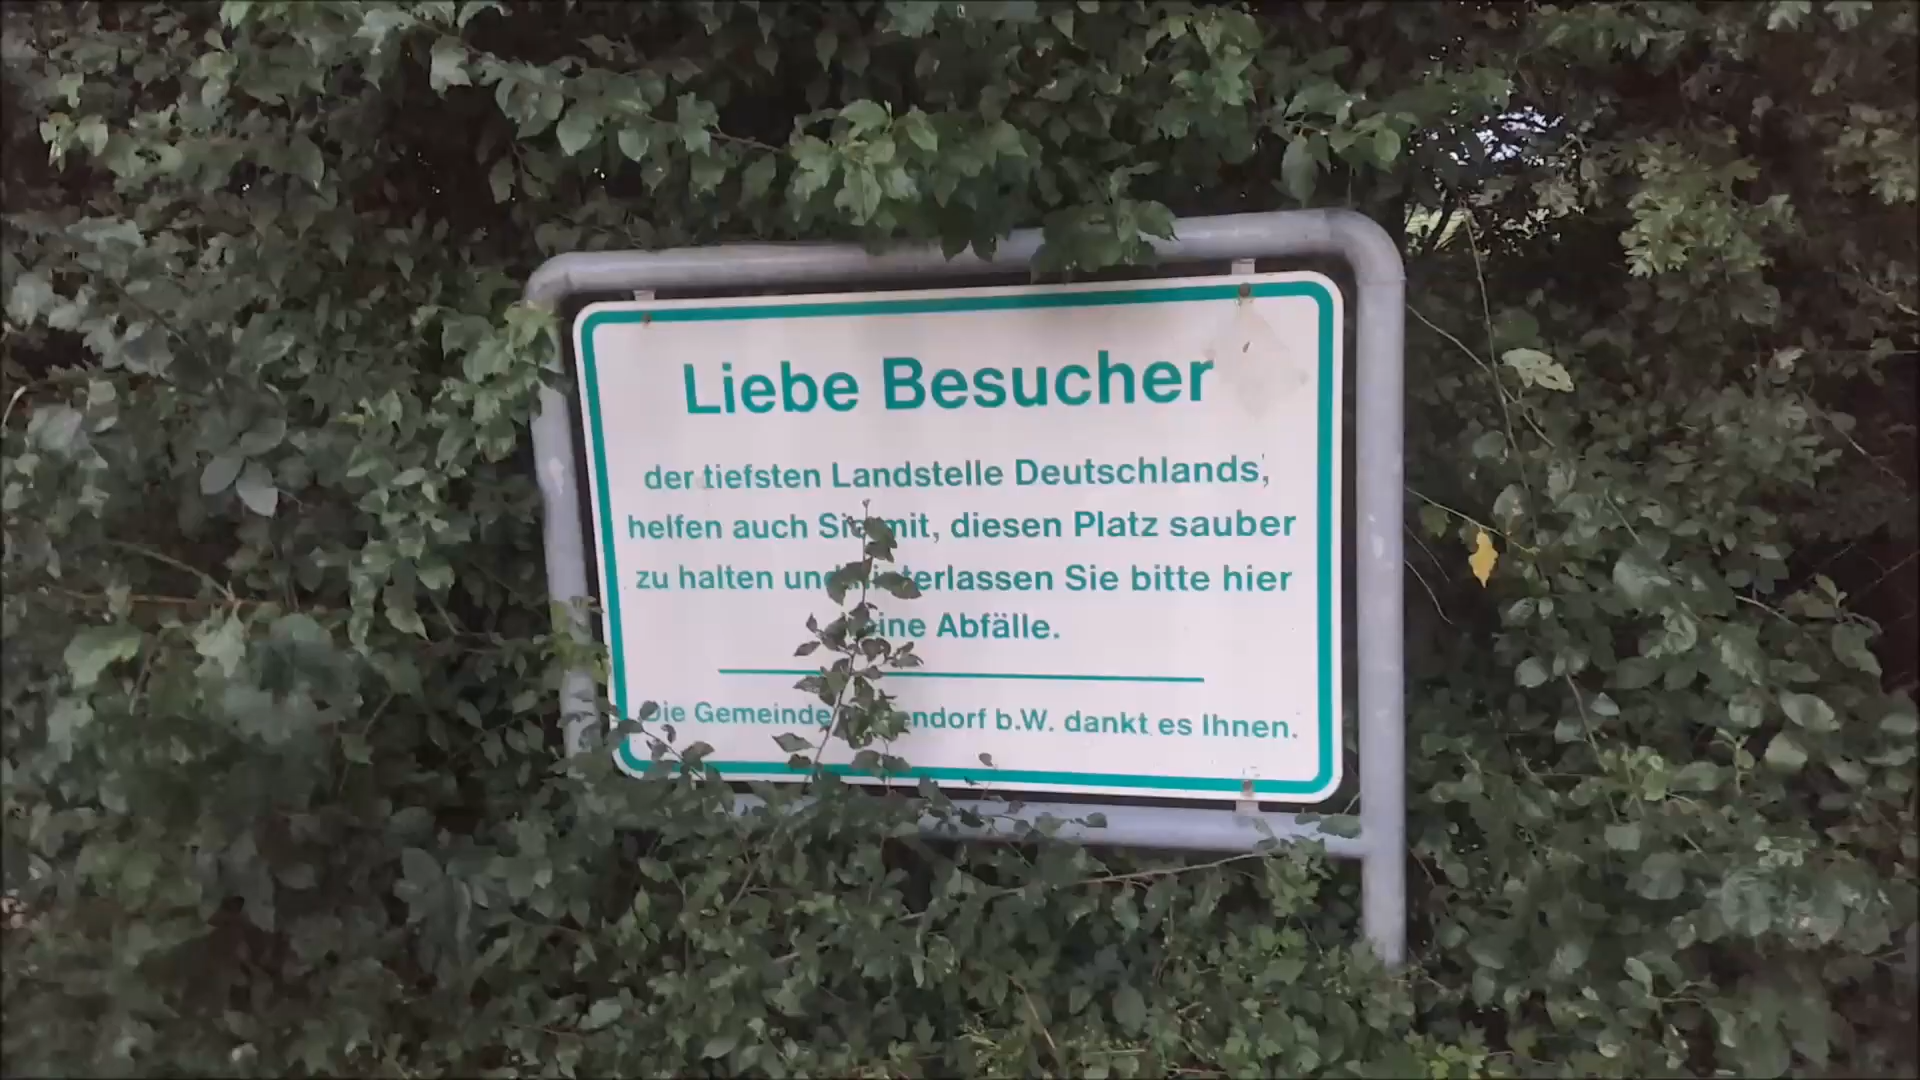 Liebe Besucher
der tiefsten Landstelle Deutschlands,
helfen auch Sie mit, diesen Platz sauber
zu halten und hinterlassen Sie bitte hier
keine Abfälle.
Die Gemeinde b.W. dankt es Ihnen.